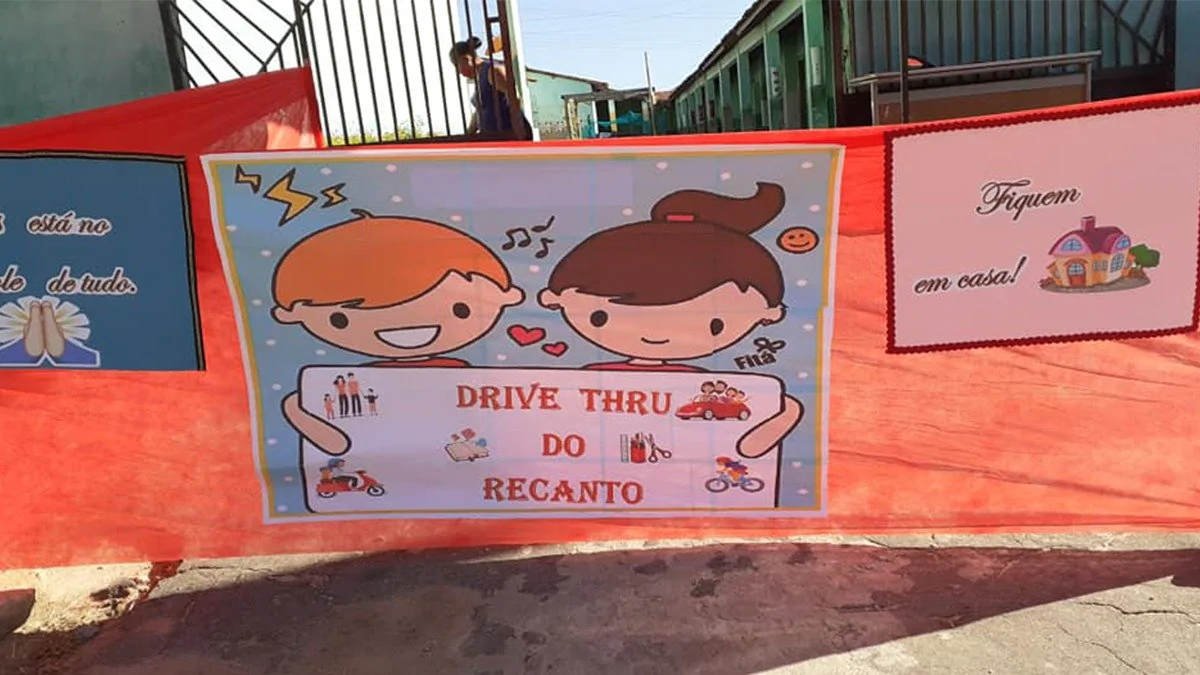 está no
de tudo.
DRIVE THRU
DO
RECANTO
Fiquem
em casa!